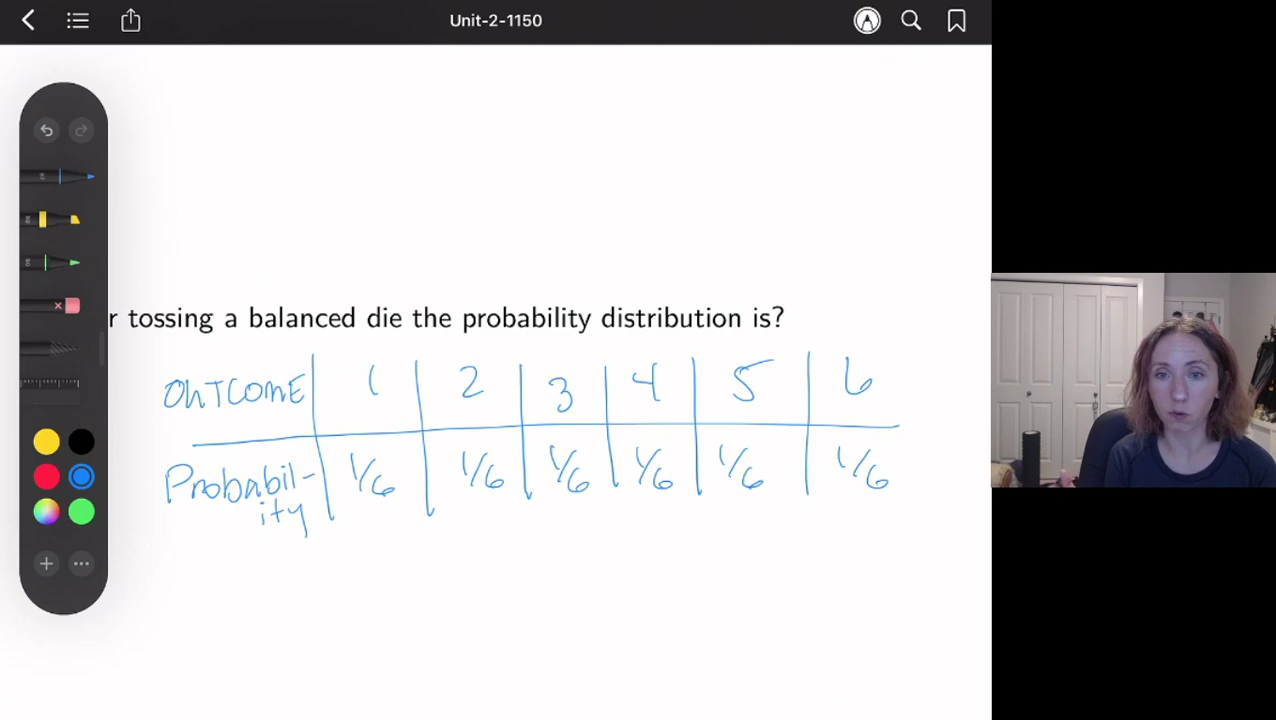 Unit-2-1150
r tossing a balanced die the probability distribution is?
OUTCOME 1 2 3 4 5 6
Probabil- 1/6 1/6 1/6 1/6 1/6 1/6
ity